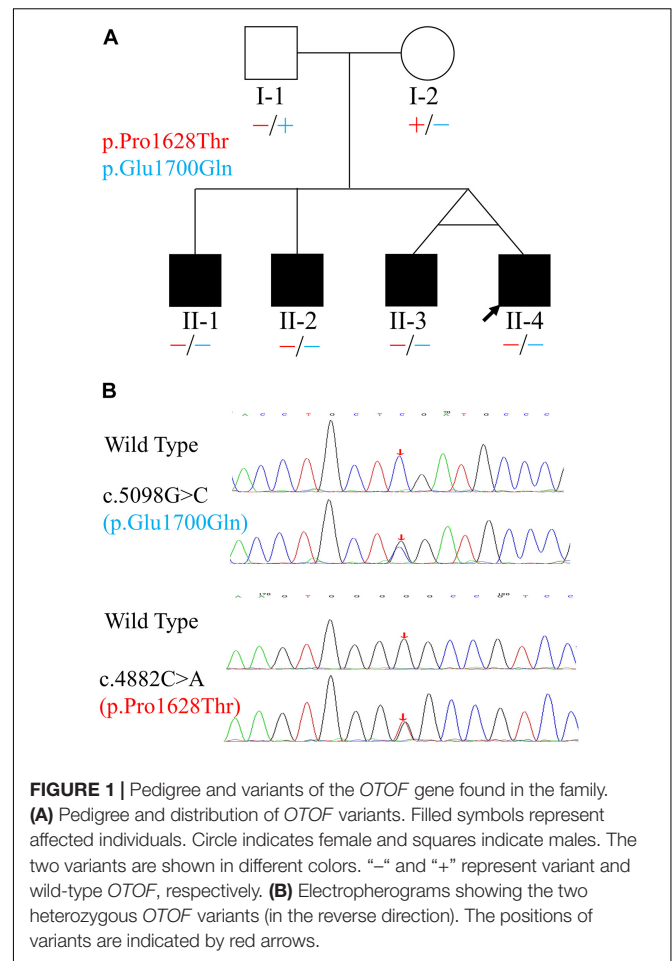 A
I-1
I-2
−/+
+/−
p.Pro1628Thr
p.Glu1700Gln
II-1
II-2
II-3
II-4
−/−
−/−
−/−
−/−
B
A C C T G C T C G A T G C C C
Wild Type
c.5098G>C
(p.Glu1700Gln)
Wild Type
c.4882C>A
(p.Pro1628Thr)
FIGURE 1 | Pedigree and variants of the OTOF gene found in the family.
(A) Pedigree and distribution of OTOF variants. Filled symbols represent
affected individuals. Circle indicates female and squares indicate males. The
two variants are shown in different colors. “–“ and “+” represent variant and
wild-type OTOF, respectively. (B) Electropherograms showing the two
heterozygous OTOF variants (in the reverse direction). The positions of
variants are indicated by red arrows.